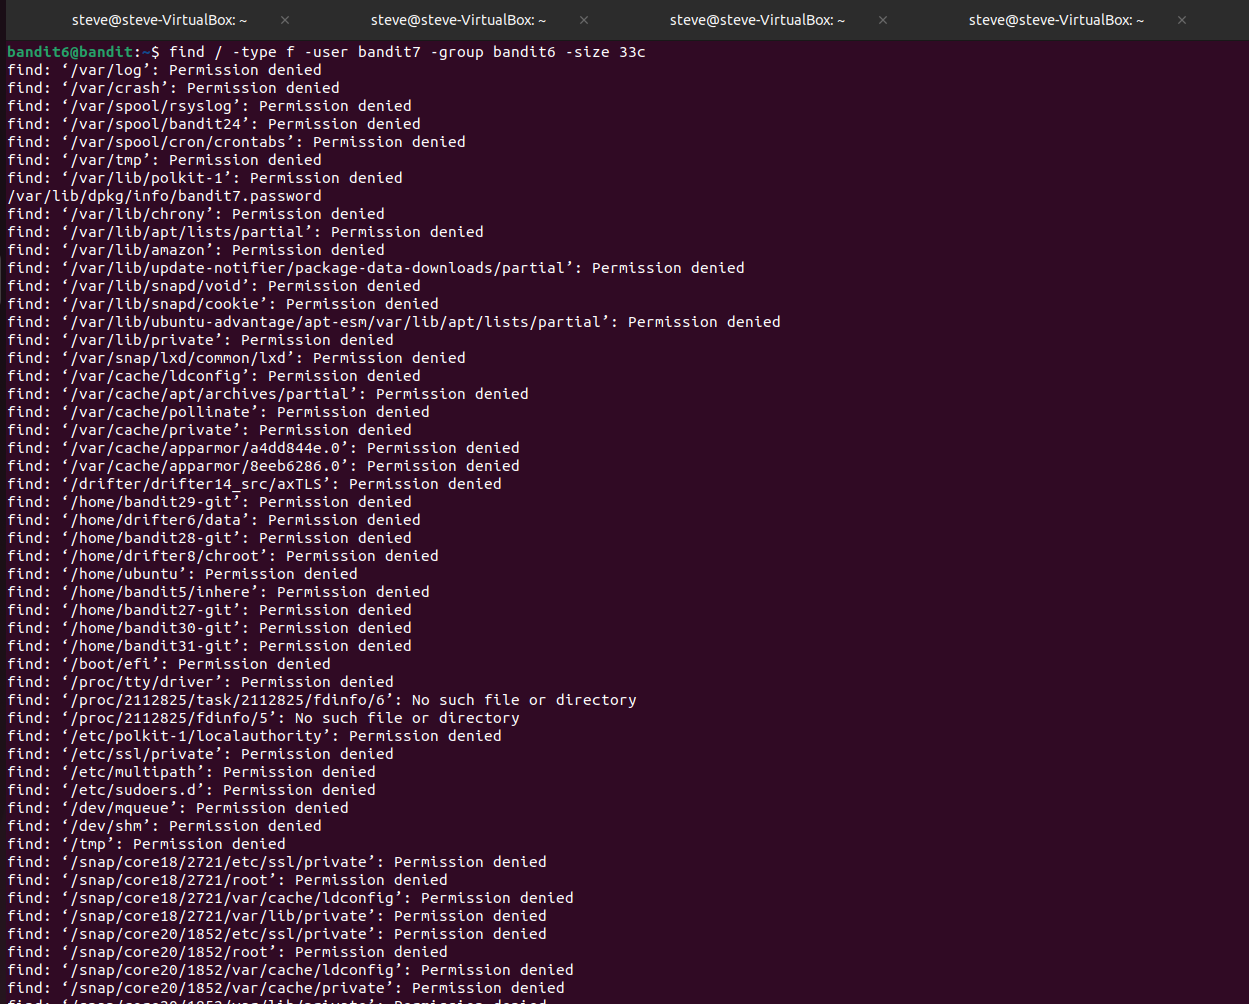 steve@steve-VirtualBox: ~ × steve@steve-VirtualBox: ~ × steve@steve-VirtualBox: ~ × steve@steve-VirtualBox: ~ ×
bandit6@bandit:~$ find / -type f -user bandit7 -group bandit6 -size 33c
find: ‘/var/log’: Permission denied
find: ‘/var/crash’: Permission denied
find: ‘/var/spool/rsyslog’: Permission denied
find: ‘/var/spool/bandit24’: Permission denied
find: ‘/var/spool/cron/crontabs’: Permission denied
find: ‘/var/tmp’: Permission denied
find: ‘/var/lib/polkit-1’: Permission denied
/var/lib/dpkg/info/bandit7.password
find: ‘/var/lib/chrony’: Permission denied
find: ‘/var/lib/apt/lists/partial’: Permission denied
find: ‘/var/lib/amazon’: Permission denied
find: ‘/var/lib/update-notifier/package-data-downloads/partial’: Permission denied
find: ‘/var/lib/snapd/void’: Permission denied
find: ‘/var/lib/snapd/cookie’: Permission denied
find: ‘/var/lib/ubuntu-advantage/apt-esm/var/lib/apt/lists/partial’: Permission denied
find: ‘/var/lib/private’: Permission denied
find: ‘/var/snap/lxd/common/lxd’: Permission denied
find: ‘/var/cache/ldconfig’: Permission denied
find: ‘/var/cache/apt/archives/partial’: Permission denied
find: ‘/var/cache/pollinate’: Permission denied
find: ‘/var/cache/private’: Permission denied
find: ‘/var/cache/apparmor/a4dd844e.0’: Permission denied
find: ‘/var/cache/apparmor/8eeb6286.0’: Permission denied
find: ‘/drifter/drifter14_src/axTLS’: Permission denied
find: ‘/home/bandit29-git’: Permission denied
find: ‘/home/drifter6/data’: Permission denied
find: ‘/home/bandit28-git’: Permission denied
find: ‘/home/drifter8/chroot’: Permission denied
find: ‘/home/ubuntu’: Permission denied
find: ‘/home/bandit5/inhere’: Permission denied
find: ‘/home/bandit27-git’: Permission denied
find: ‘/home/bandit30-git’: Permission denied
find: ‘/home/bandit31-git’: Permission denied
find: ‘/boot/efi’: Permission denied
find: ‘/proc/tty/driver’: Permission denied
find: ‘/proc/2112825/task/2112825/fdinfo/6’: No such file or directory
find: ‘/proc/2112825/fdinfo/5’: No such file or directory
find: ‘/etc/polkit-1/localauthority’: Permission denied
find: ‘/etc/ssl/private’: Permission denied
find: ‘/etc/multipath’: Permission denied
find: ‘/etc/sudoers.d’: Permission denied
find: ‘/dev/mqueue’: Permission denied
find: ‘/dev/shm’: Permission denied
find: ‘/tmp’: Permission denied
find: ‘/snap/core18/2721/etc/ssl/private’: Permission denied
find: ‘/snap/core18/2721/root’: Permission denied
find: ‘/snap/core18/2721/var/cache/ldconfig’: Permission denied
find: ‘/snap/core18/2721/var/lib/private’: Permission denied
find: ‘/snap/core20/1852/etc/ssl/private’: Permission denied
find: ‘/snap/core20/1852/root’: Permission denied
find: ‘/snap/core20/1852/var/cache/ldconfig’: Permission denied
find: ‘/snap/core20/1852/var/cache/private’: Permission denied
find: ‘/snap/core20/1852/var/lib/private’: Permission denied